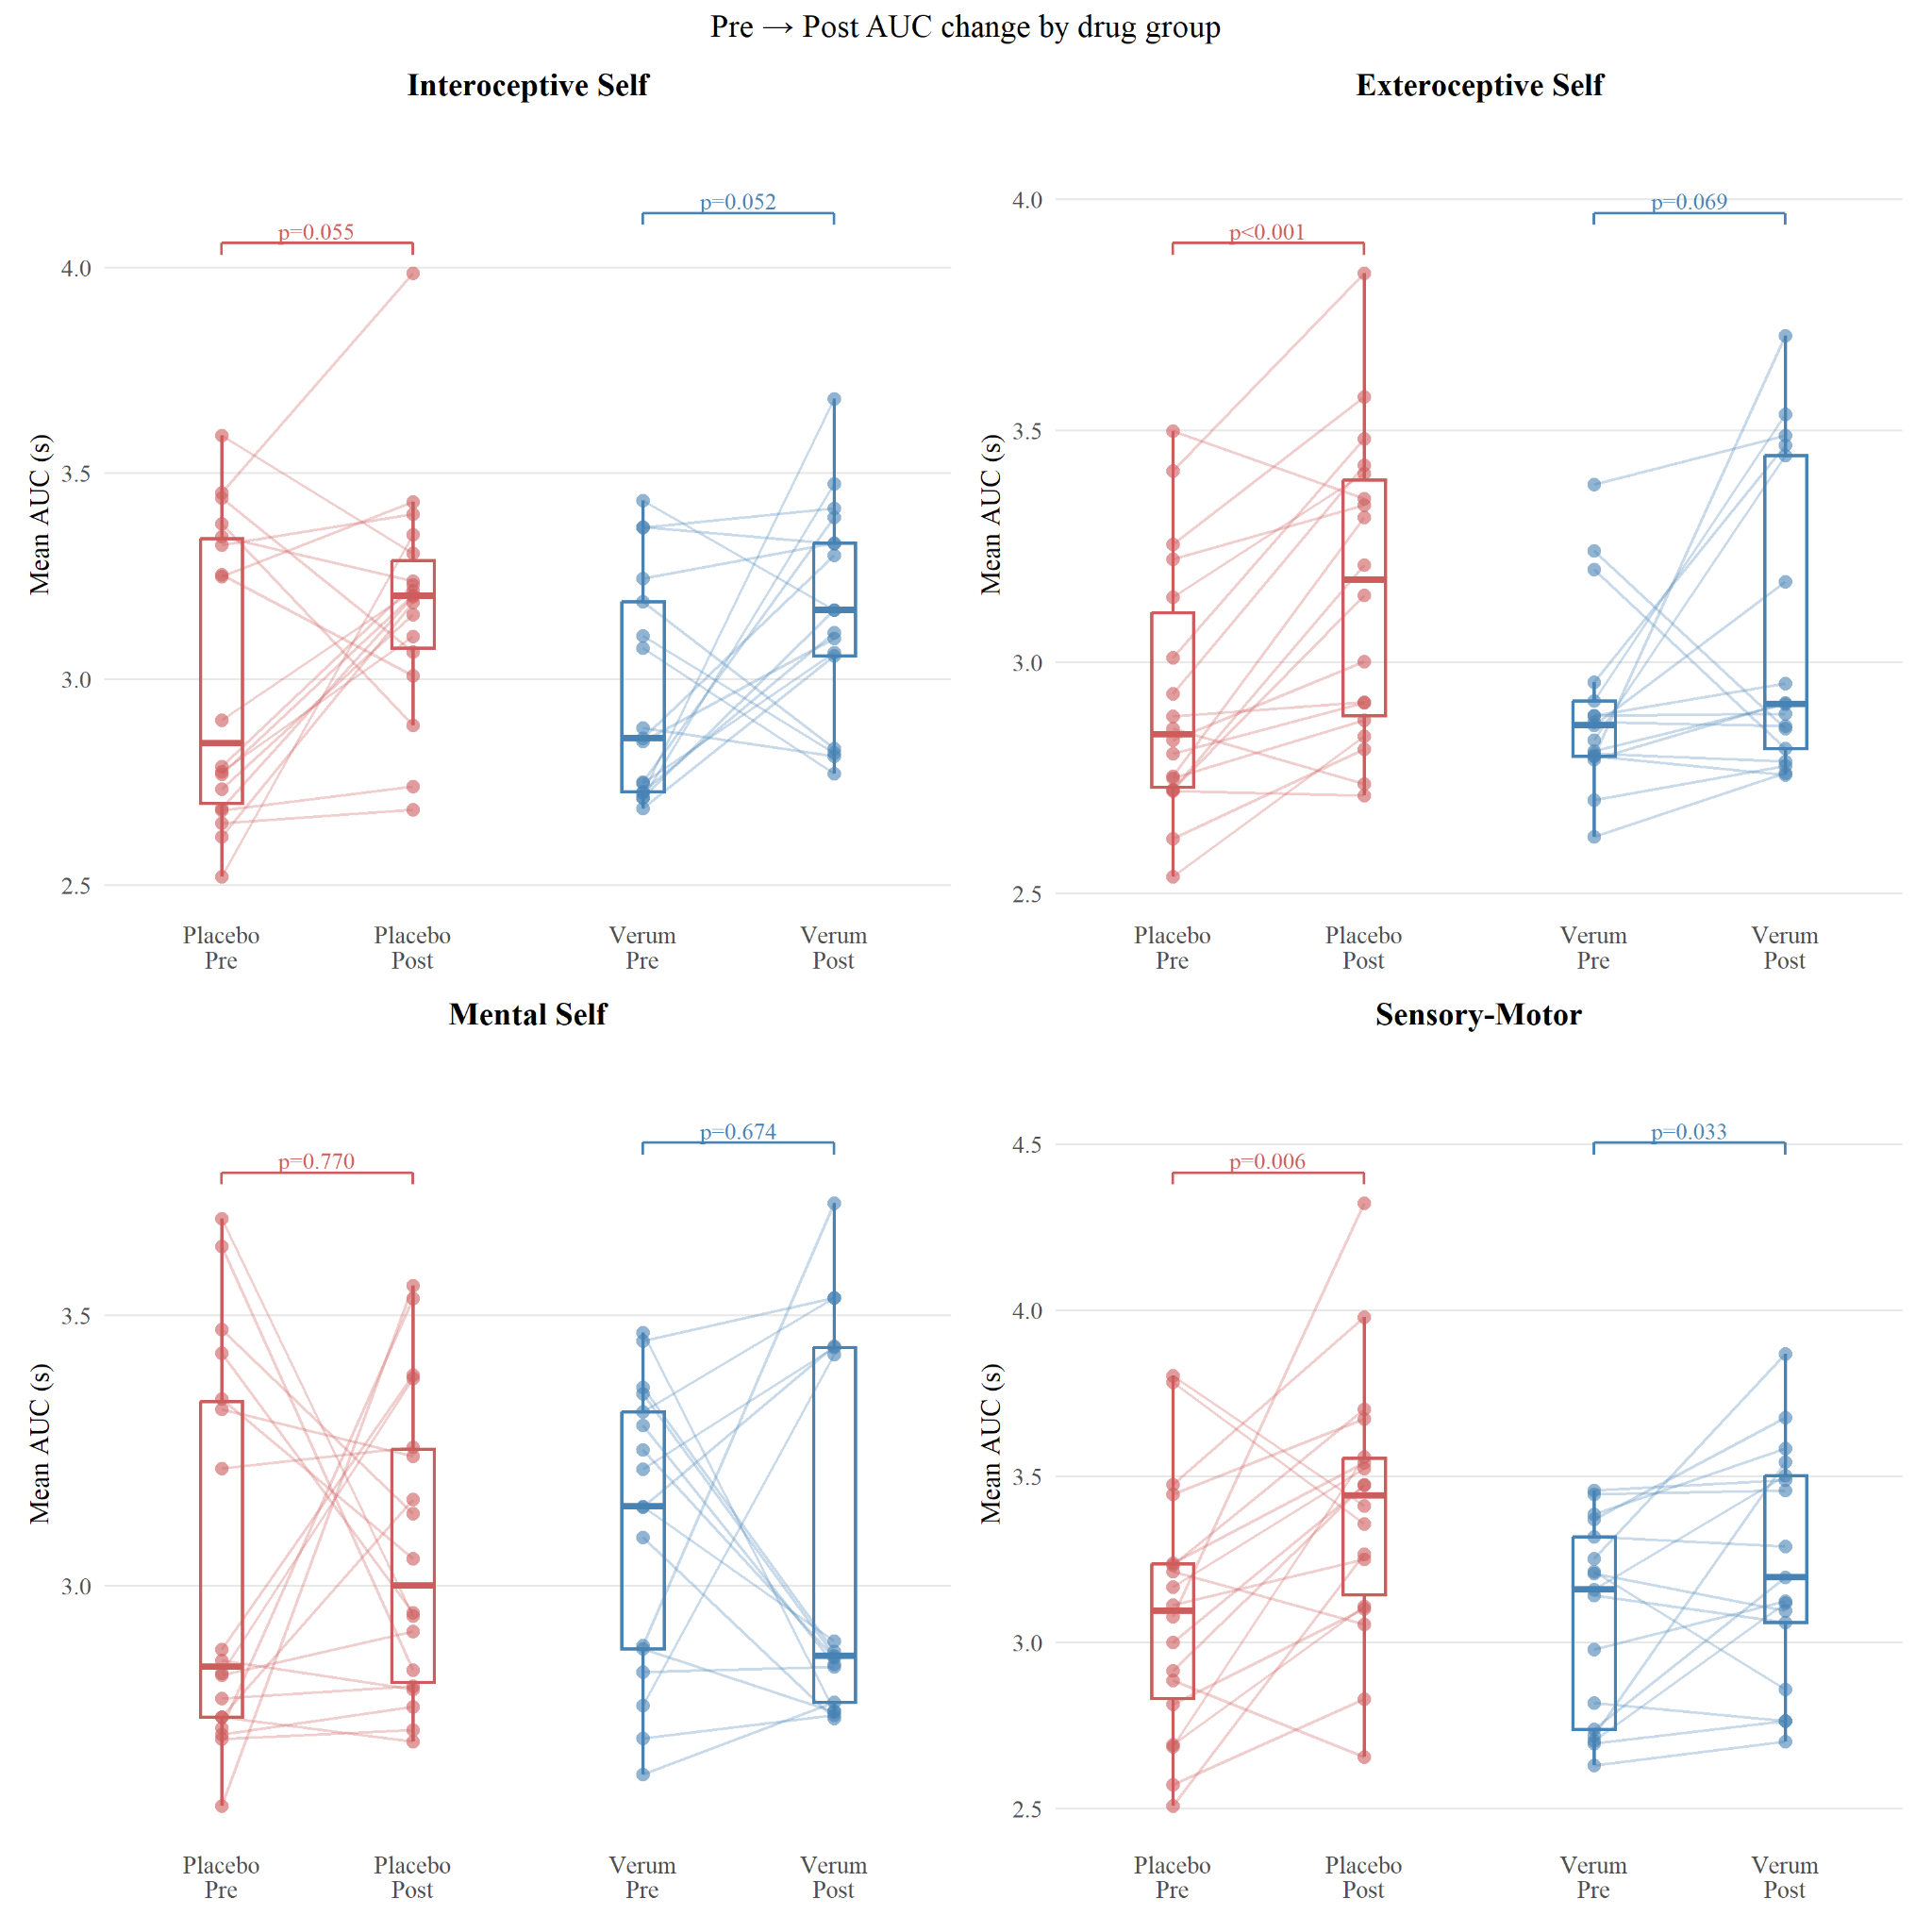 Pre → Post AUC change by drug group
Interoceptive Self
p=0.055
p=0.052
4.0
3.5
3.0
2.5
Mean AUC (s)
Placebo
Pre
Placebo
Post
Verum
Pre
Verum
Post
Exteroceptive Self
p<0.001
p=0.069
4.0
3.5
3.0
2.5
Mean AUC (s)
Placebo
Pre
Placebo
Post
Verum
Pre
Verum
Post
Mental Self
p=0.770
p=0.674
3.5
3.0
Mean AUC (s)
Placebo
Pre
Placebo
Post
Verum
Pre
Verum
Post
Sensory-Motor
p=0.006
p=0.033
4.5
4.0
3.5
3.0
2.5
Mean AUC (s)
Placebo
Pre
Placebo
Post
Verum
Pre
Verum
Post